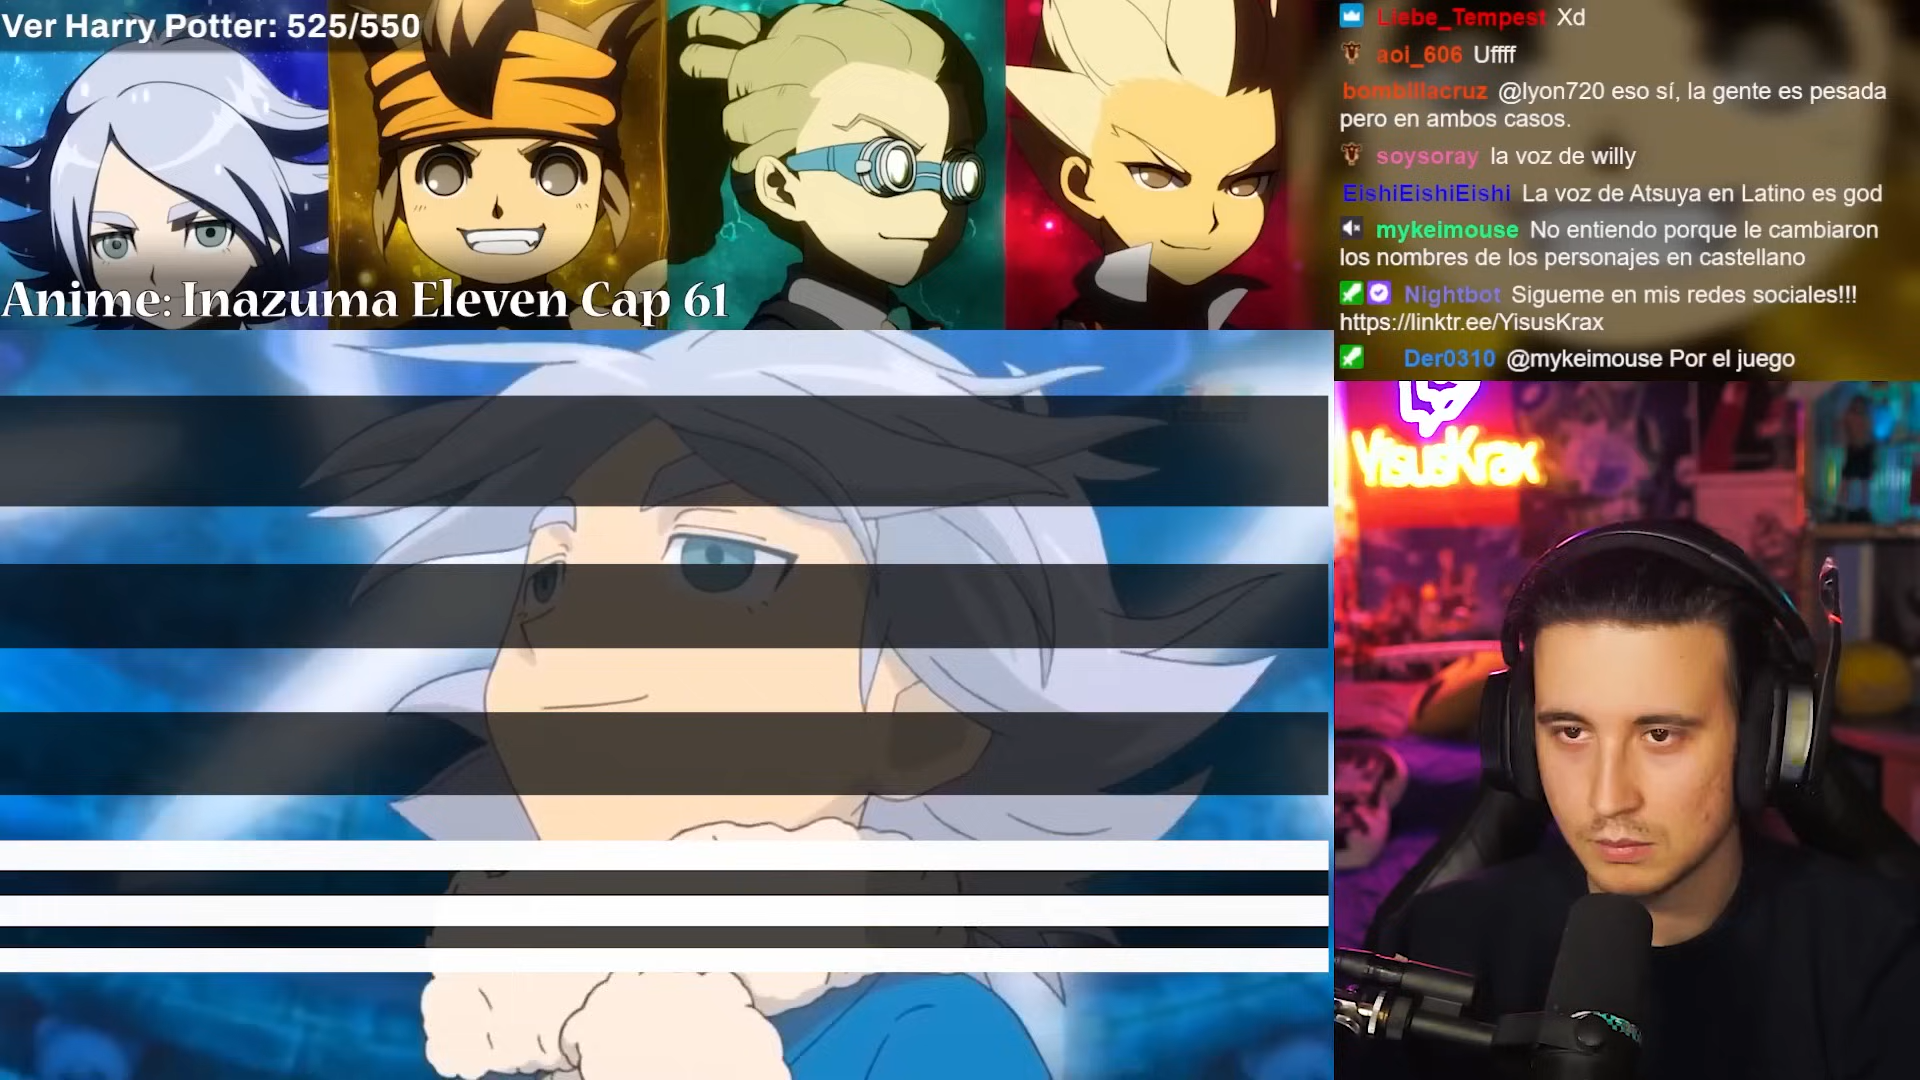 Ver Harry Potter: 525/550
Anime: Inazuma Eleven Cap 61
Liebe_Tempest Xd
aoi_606 Uffff
bombillacruz @lyon720 eso sí, la gente es pesada
pero en ambos casos.
soysoray la voz de willy
EishiEishiEishi La voz de Atsuya en Latino es god
mykeimouse No entiendo porque le cambiaron
los nombres de los personajes en castellano
Nightbot Sigueme en mis redes sociales!!!
https://linktr.ee/YisusKrax
Der0310 @mykeimouse Por el juego
YisusKrax